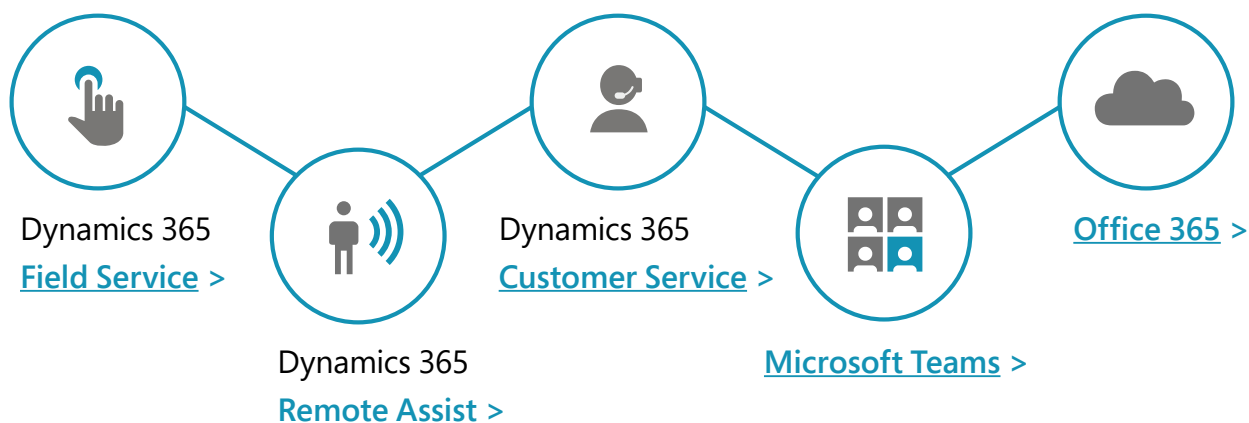 Dynamics 365
Field Service >
Dynamics 365
Remote Assist >
Dynamics 365
Customer Service >
Microsoft Teams >
Office 365 >